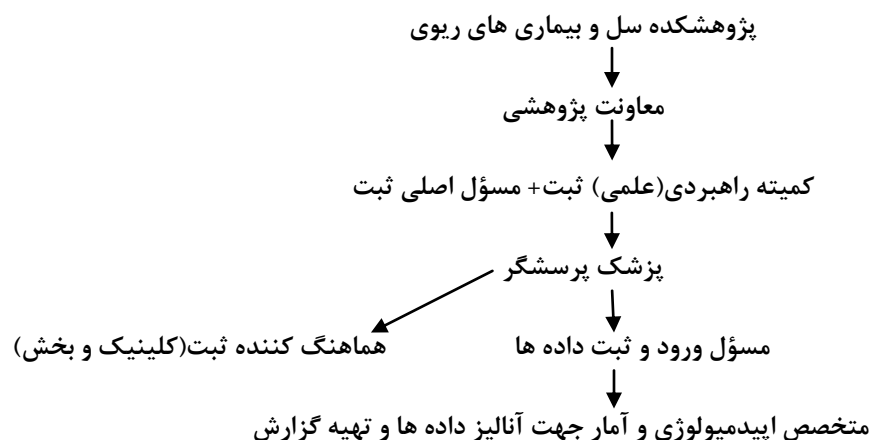 پژوهشکده سل و بیماری های ریوی
معاونت پژوهشی
کمیته راهبردی(علمی) ثبت+ مسؤل اصلی ثبت
پزشک پرسشگر
مسؤل ورود و ثبت داده ها
هماهنگ کننده ثبت(کلینیک و بخش)
متخصص اپیدمیولوژی و آمار جهت آنالیز داده ها و تهیه گزارش